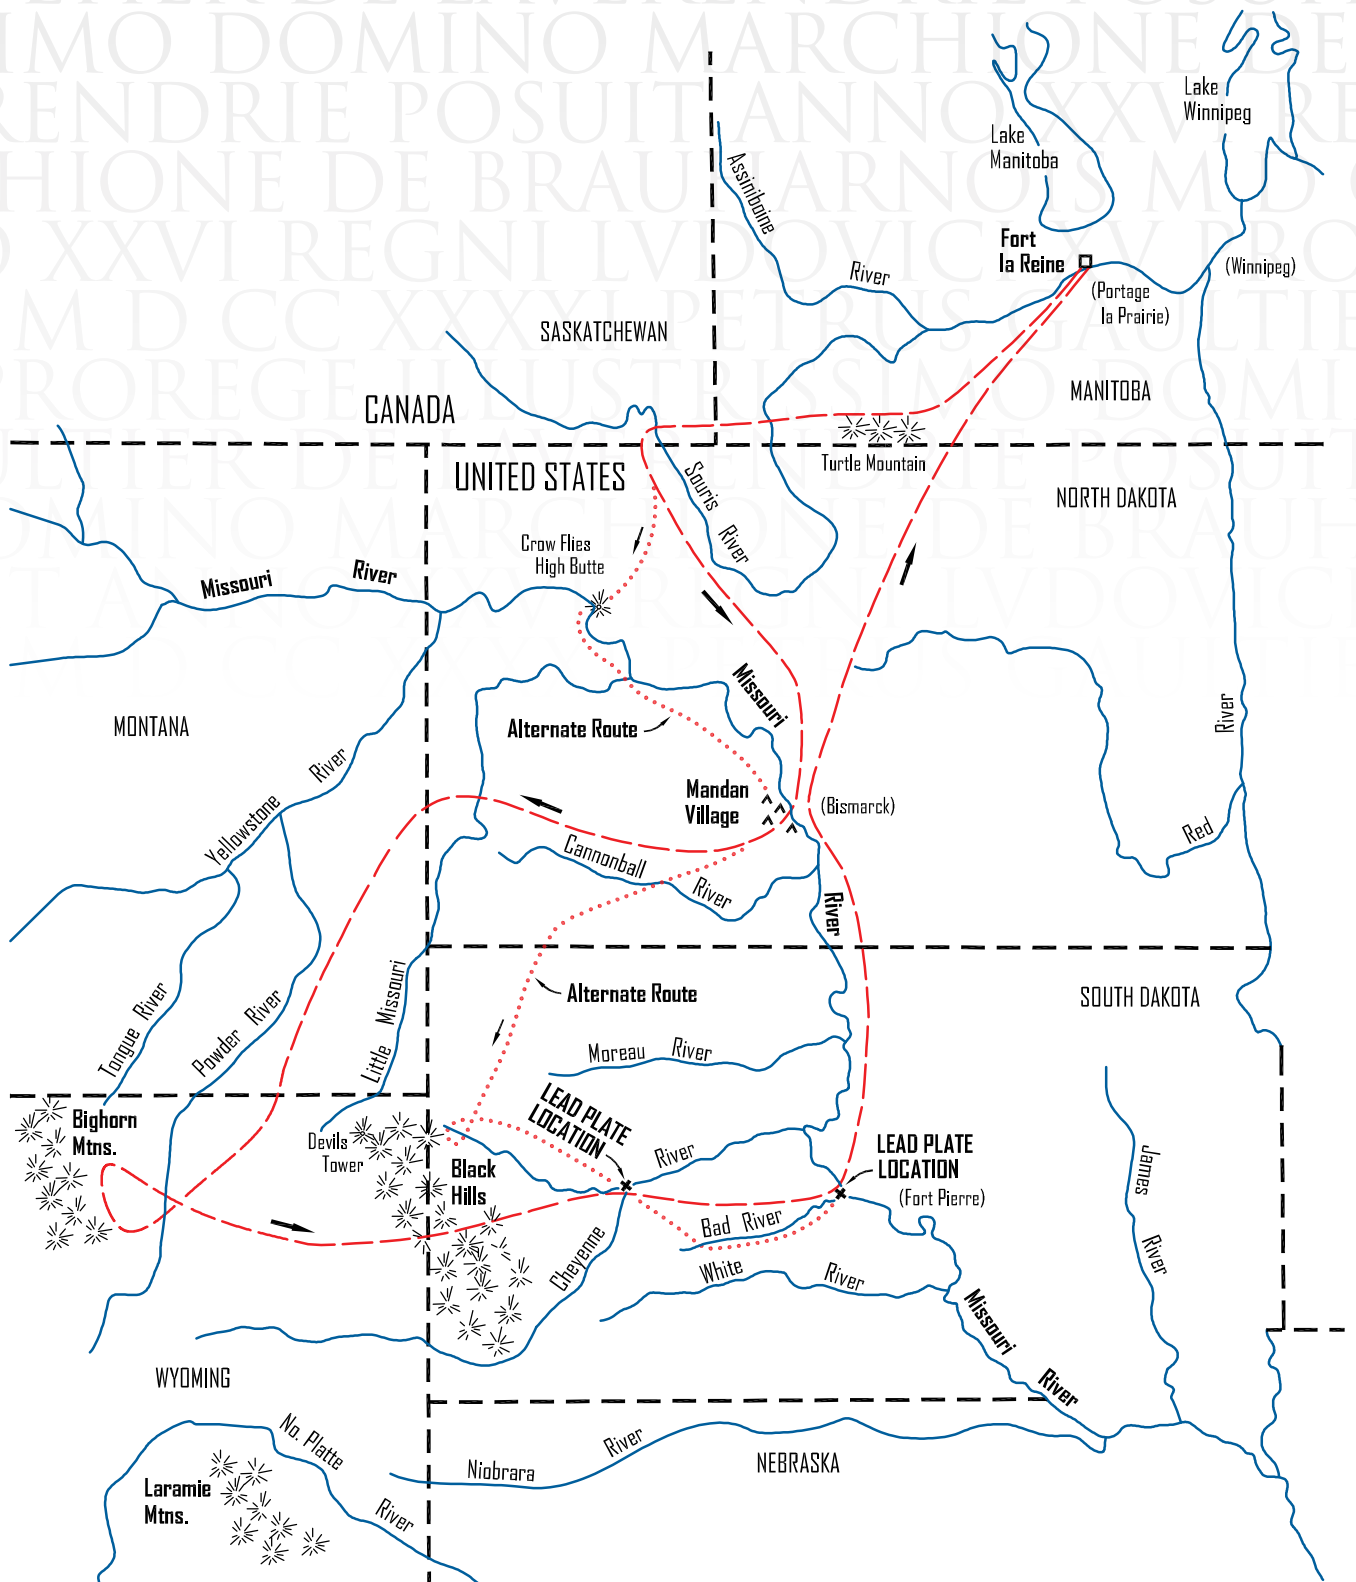 IMO DOMINO MARCHIONE DE
RENDRIE POSUIT ANNO XXVI RE
CHIONE DE BRAUHARNOIS M D C
O XXVI REGNI LVDOVICI XV PRO
M D CC XXXXI PETRUS GAULTIE
PROREGE ILLUSTRISSIMO DOMI
Lake
Winnipeg
Lake
Manitoba
Assiniboine
River
Fort
la Reine
(Winnipeg)
(Portage
la Prairie)
SASKATCHEWAN
MANITOBA
CANADA
UNITED STATES
Turtle Mountain
Souris
River
NORTH DAKOTA
Crow Flies
High Butte
Missouri
River
Missouri
MONTANA
Alternate Route
River
River
Mandan
Village
(Bismarck)
Yellowstone
Red
Cannonball
River
River
Little Missouri
Alternate Route
SOUTH DAKOTA
Tongue River
Powder River
Moreau River
LEAD PLATE
LOCATION
Bighorn
Mtns.
Devils
Tower
Black
Hills
River
LEAD PLATE
LOCATION
(Fort Pierre)
James
River
Bad River
Cheyenne
White River
Missouri
River
WYOMING
No. Platte
River
Laramie
Mtns.
Niobrara
River
NEBRASKA